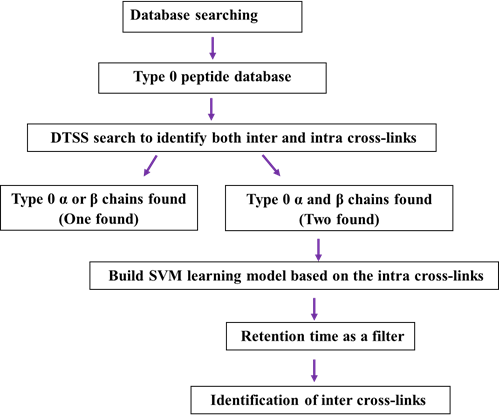 Database searching
Type 0 peptide database
DTSS search to identify both inter and intra cross-links
Type 0 α or β chains found
(One found)
Type 0 α and β chains found
(Two found)
Build SVM learning model based on the intra cross-links
Retention time as a filter
Identification of inter cross-links